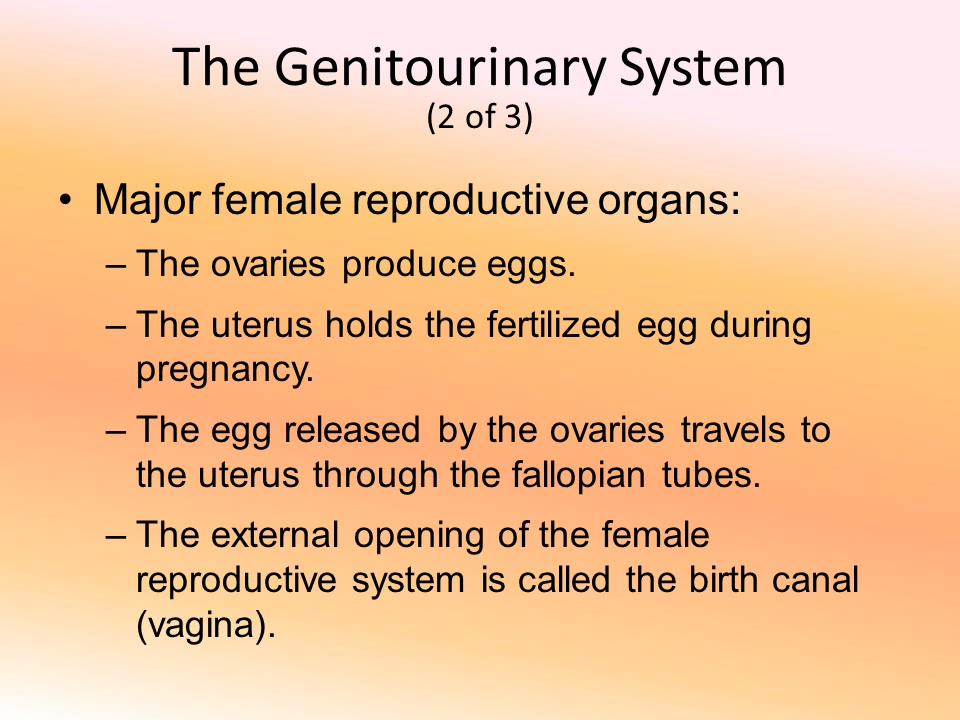 The Genitourinary System
(2 of 3)
• Major female reproductive organs:
– The ovaries produce eggs.
– The uterus holds the fertilized egg during
pregnancy.
– The egg released by the ovaries travels to
the uterus through the fallopian tubes.
– The external opening of the female
reproductive system is called the birth canal
(vagina).